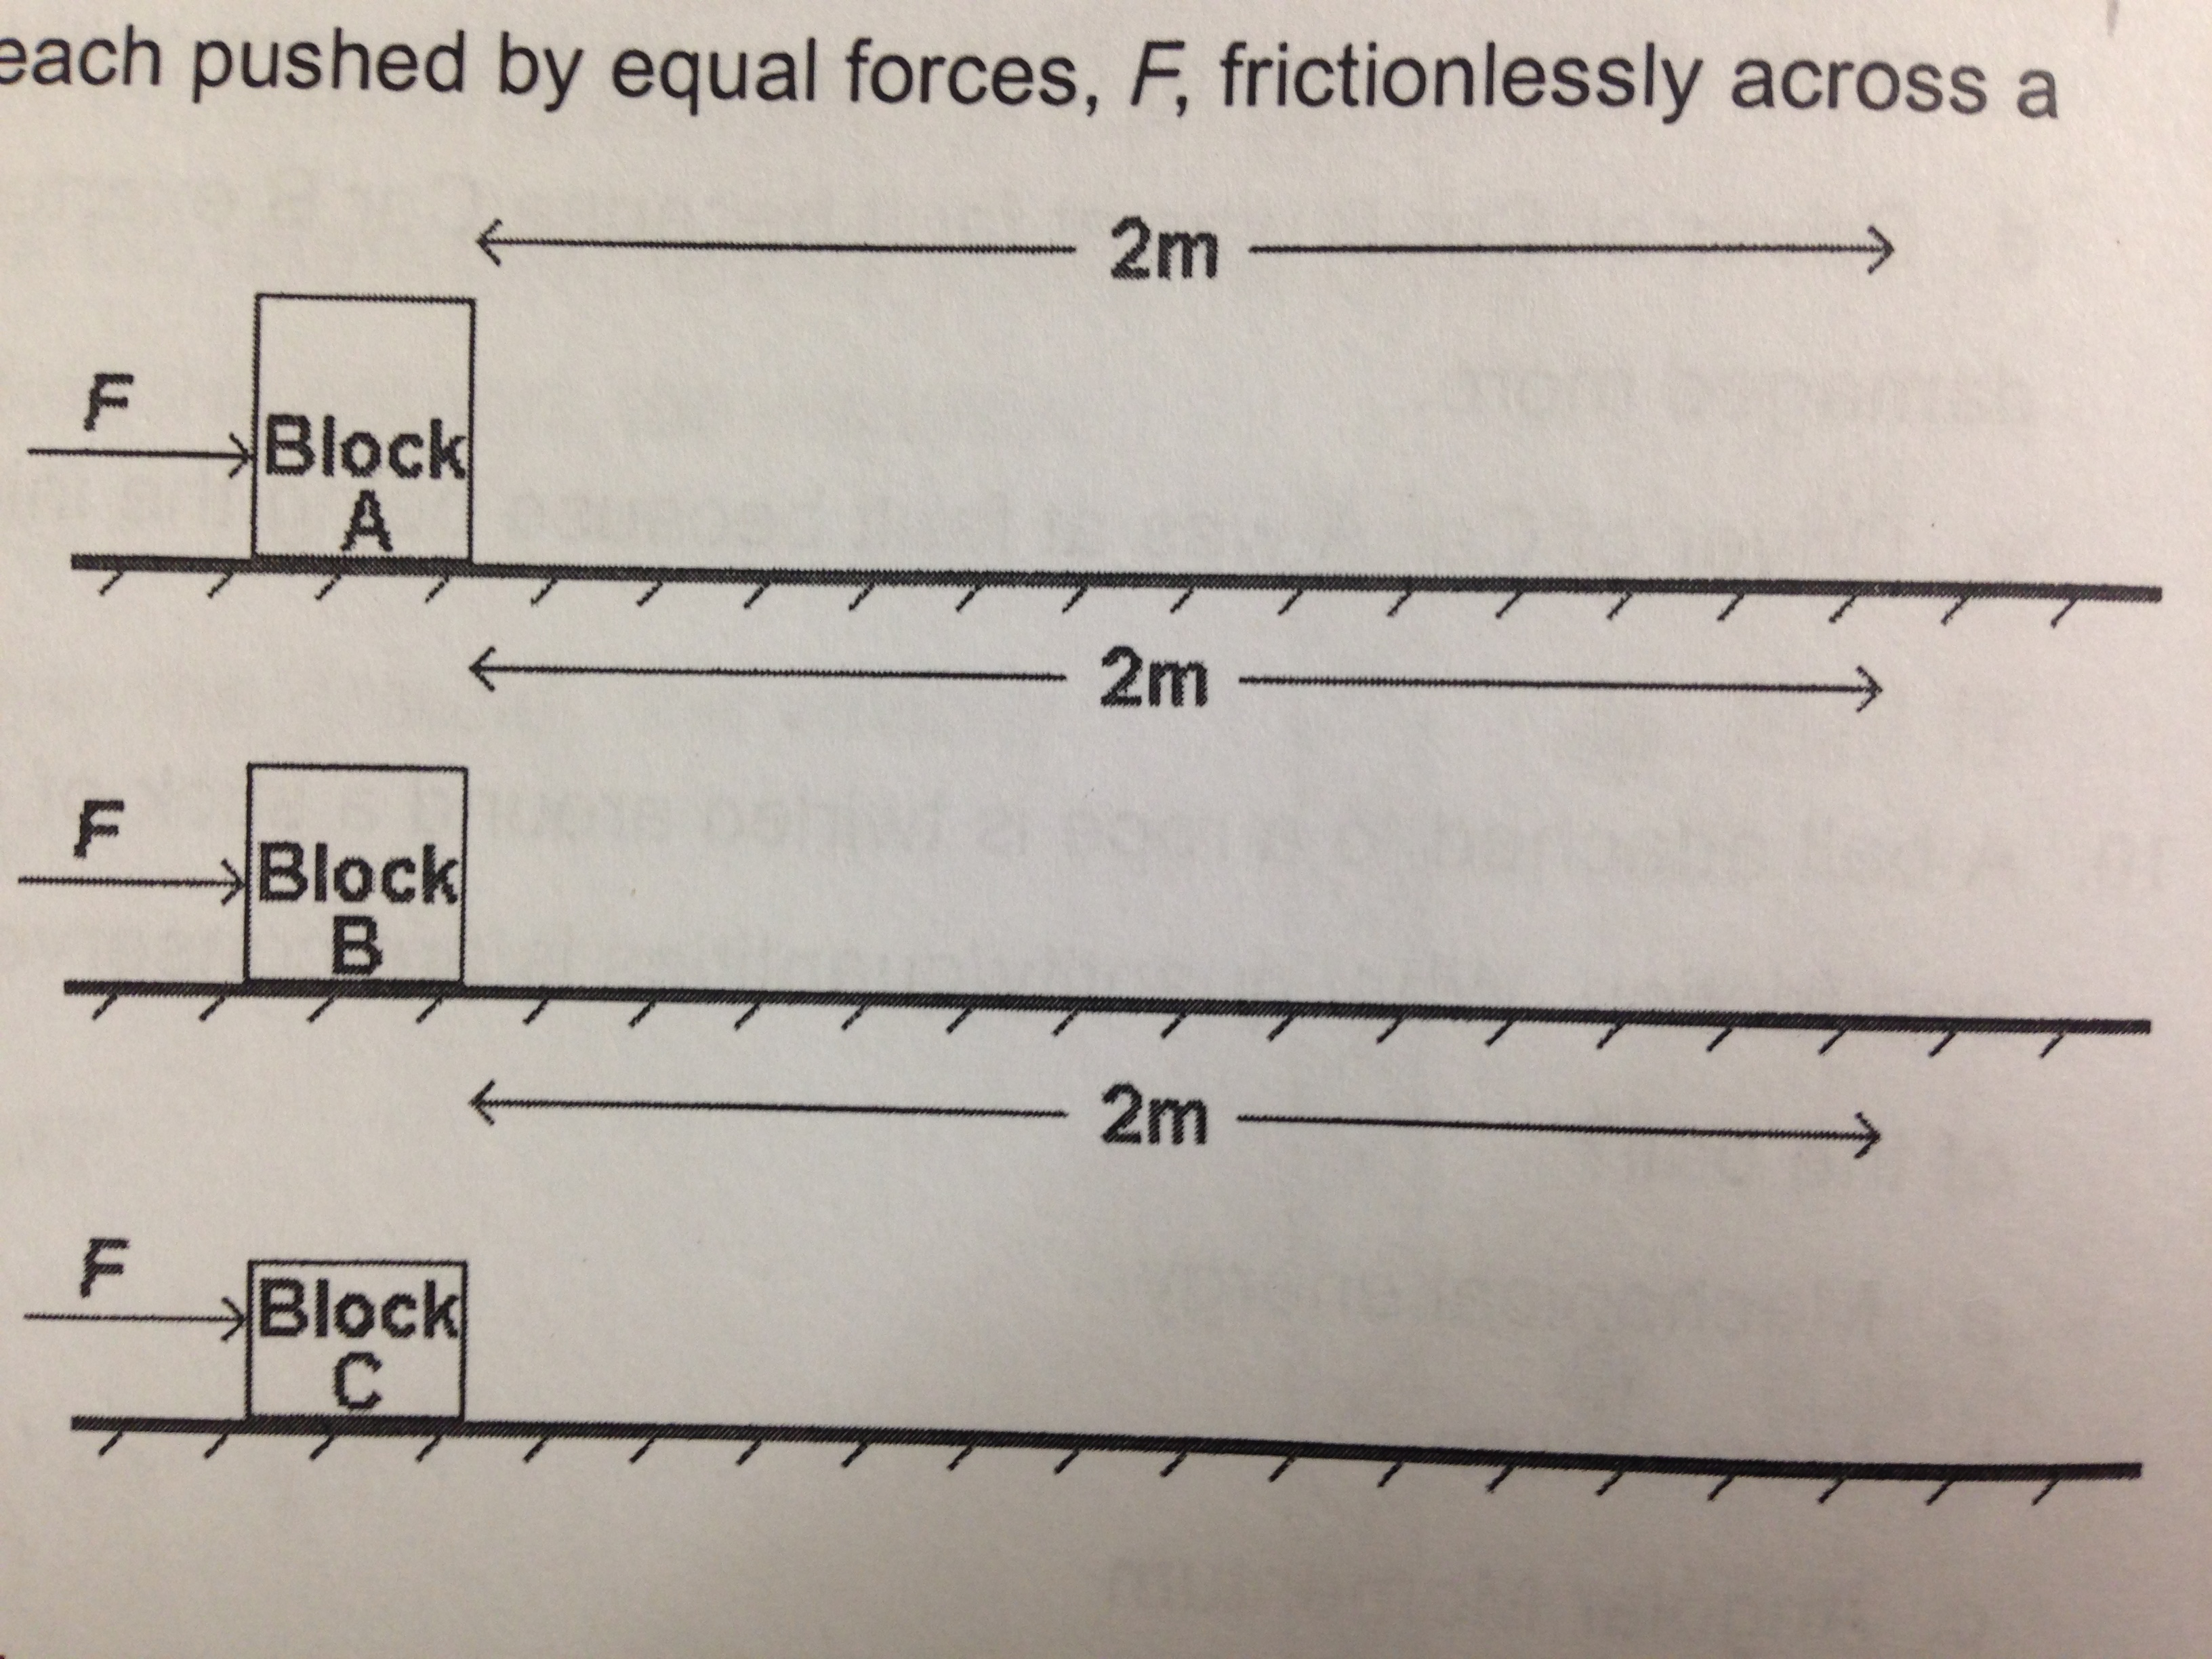 each pushed by equal forces, F, frictionlessly across a
2m
F
Block
A
2m
F
Block
B
2m
F
Block
C